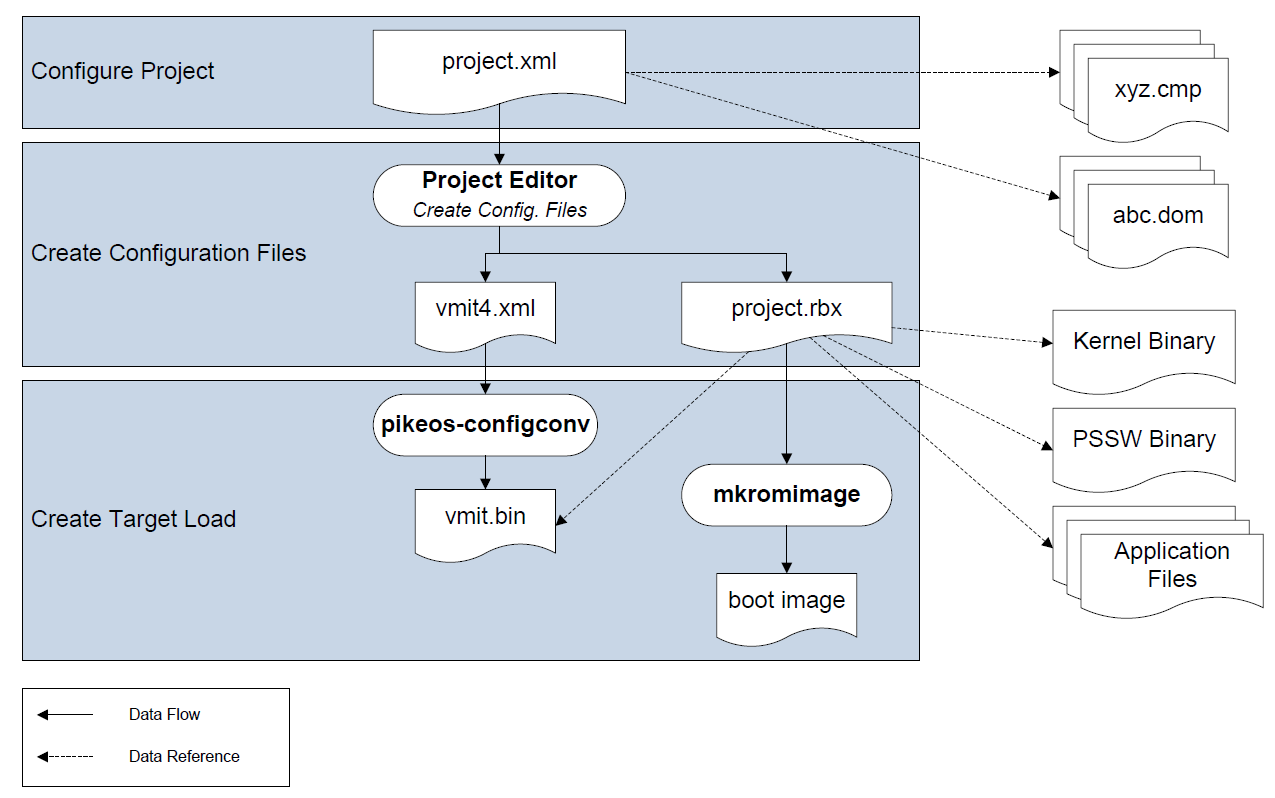 Configure Project
project.xml
xyz.cmp
abc.dom
Create Configuration Files
Project Editor
Create Config. Files
vmit4.xml
project.rbx
Kernel Binary
PSSW Binary
Application
Files
Create Target Load
pikeos-configconv
vmit.bin
mkromimage
boot image
Data Flow
Data Reference